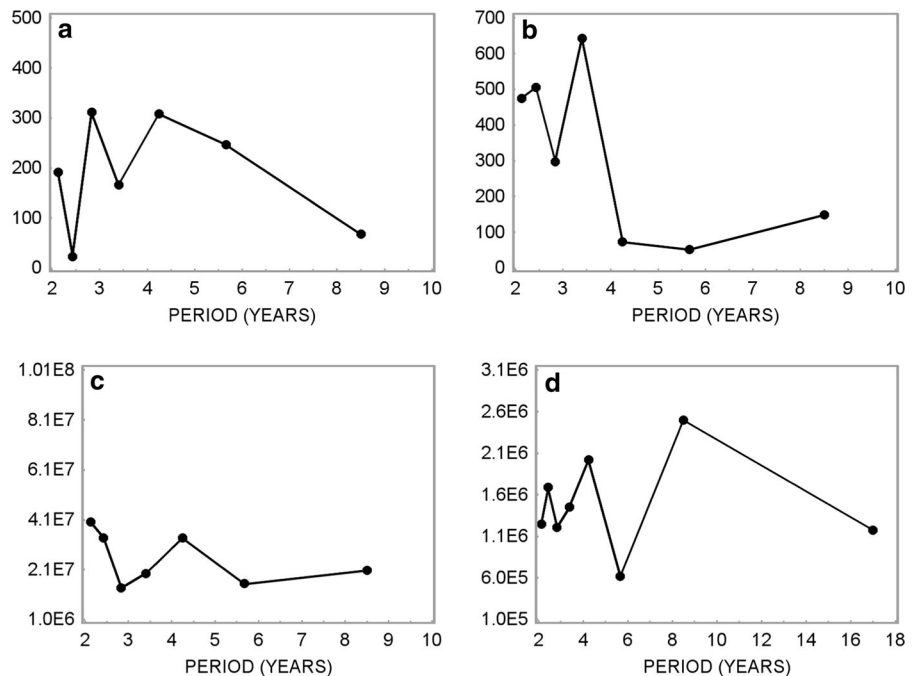 a
500
400
300
200
100
0
2 3 4 5 6 7 8 9 10
PERIOD (YEARS)
b
700
600
500
400
300
200
100
0
2 3 4 5 6 7 8 9 10
PERIOD (YEARS)
c
1.01E8
8.1E7
6.1E7
4.1E7
2.1E7
1.0E6
2 3 4 5 6 7 8 9 10
PERIOD (YEARS)
d
3.1E6
2.6E6
2.1E6
1.6E6
1.1E6
6.0E5
1.0E5
2 4 6 8 10 12 14 16 18
PERIOD (YEARS)